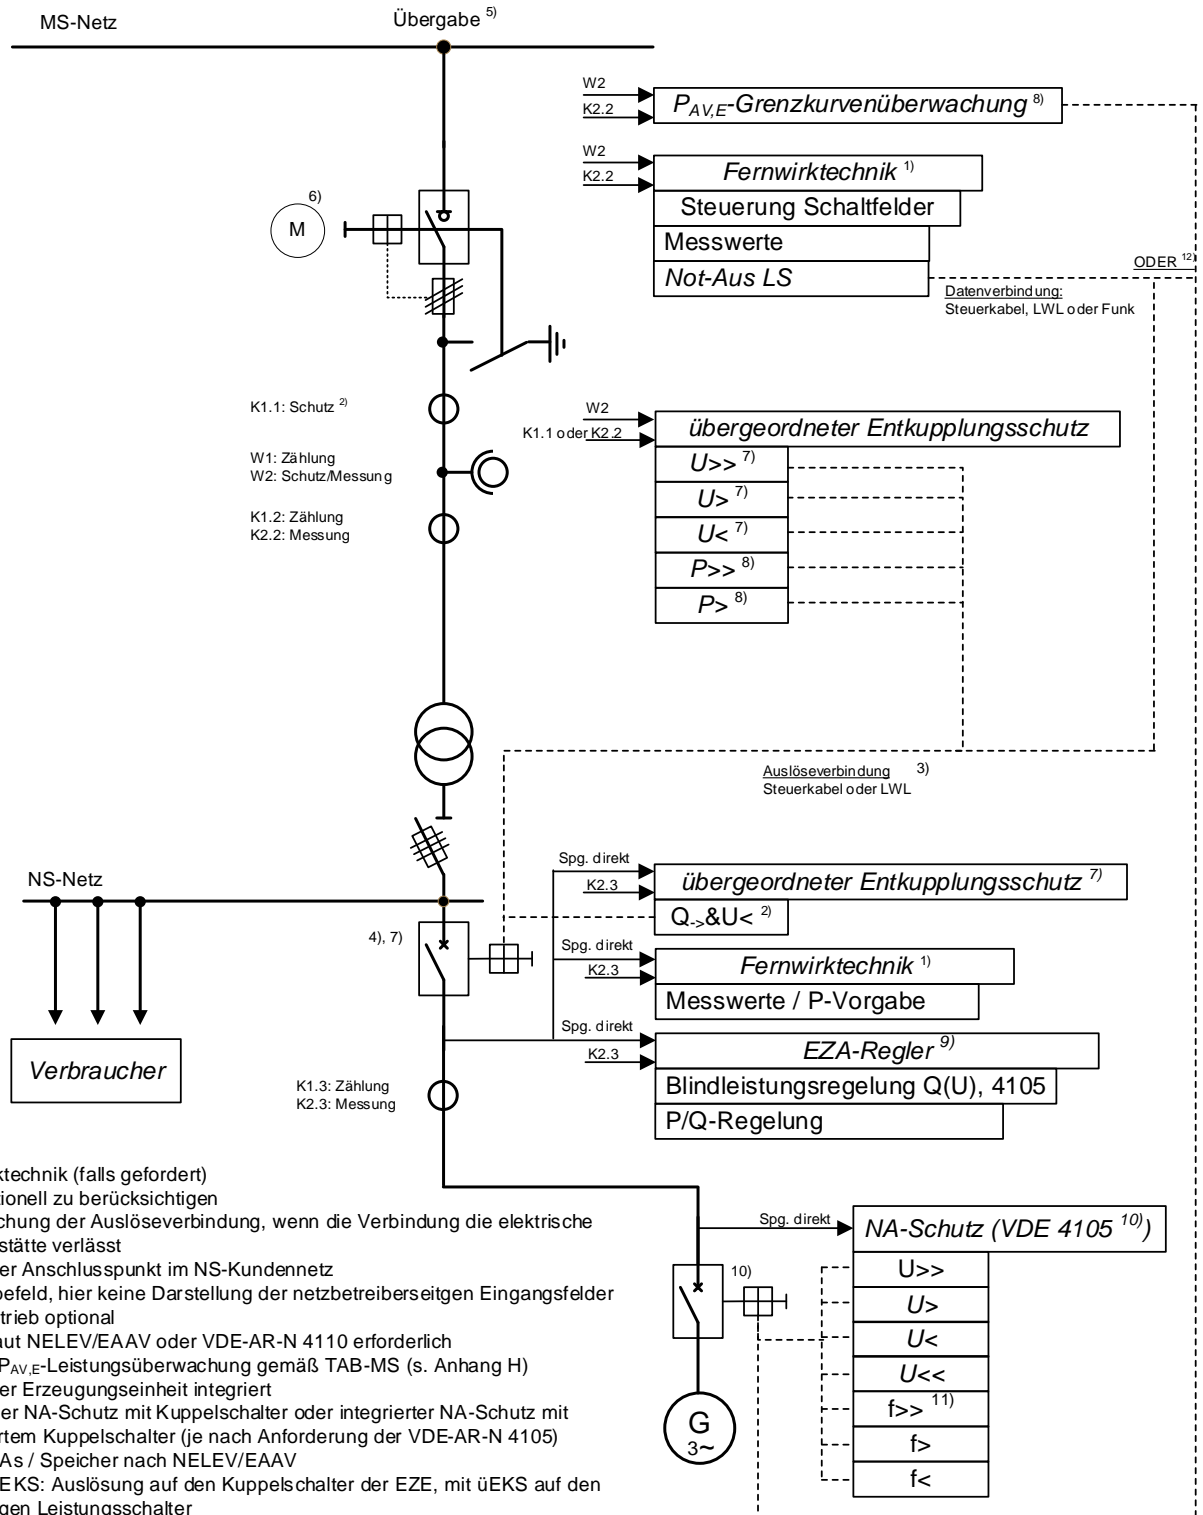 MS-Netz
Übergabe 5)
W2
K2.2
P_AV,E-Grenzkurvenüberwachung 8)
W2
K2.2
Fernwirktechnik 1)
Steuerung Schaltfelder
Messwerte
Not-Aus LS
ODER 12)
Datenverbindung:
Steuerkabel, LWL oder Funk
6)
M
K1.1: Schutz 2)
W1: Zählung
W2: Schutz/Messung
K1.2: Zählung
K2.2: Messung
W2
K1.1 oder K2.2
übergeordneter Entkupplungsschutz
U>> 7)
U> 7)
U< 7)
P>> 8)
P> 8)
Auslöseverbindung 3)
Steuerkabel oder LWL
NS-Netz
Verbraucher
4), 7)
Spg. direkt
K2.3
übergeordneter Entkupplungsschutz 7)
Q->&U< 2)
Spg. direkt
K2.3
Fernwirktechnik 1)
Messwerte / P-Vorgabe
Spg. direkt
K2.3
EZA-Regler 9)
Blindleistungsregelung Q(U), 4105
P/Q-Regelung
K1.3: Zählung
K2.3: Messung
ktechnik (falls gefordert)
tionell zu berücksichtigen
chung der Auslöseverbindung, wenn die Verbindung die elektrische
stätte verlässt
er Anschlusspunkt im NS-Kundennetz
befeld, hier keine Darstellung der netzbetreiberseitgen Eingangsfelder
trieb optional
aut NELEV/EAAV oder VDE-AR-N 4110 erforderlich
P_AV,E-Leistungsüberwachung gemäß TAB-MS (s. Anhang H)
er Erzeugungseinheit integriert
er NA-Schutz mit Kuppelschalter oder integrierter NA-Schutz mit
rtem Kuppelschalter (je nach Anforderung der VDE-AR-N 4105)
As / Speicher nach NELEV/EAAV
EKS: Auslösung auf den Kuppelschalter der EZE, mit üEKS auf den
gen Leistungsschalter
Spg. direkt
NA-Schutz (VDE 4105 10))
10)
U>>
U>
U<
U<<
f>> 11)
f>
f<
G
3~